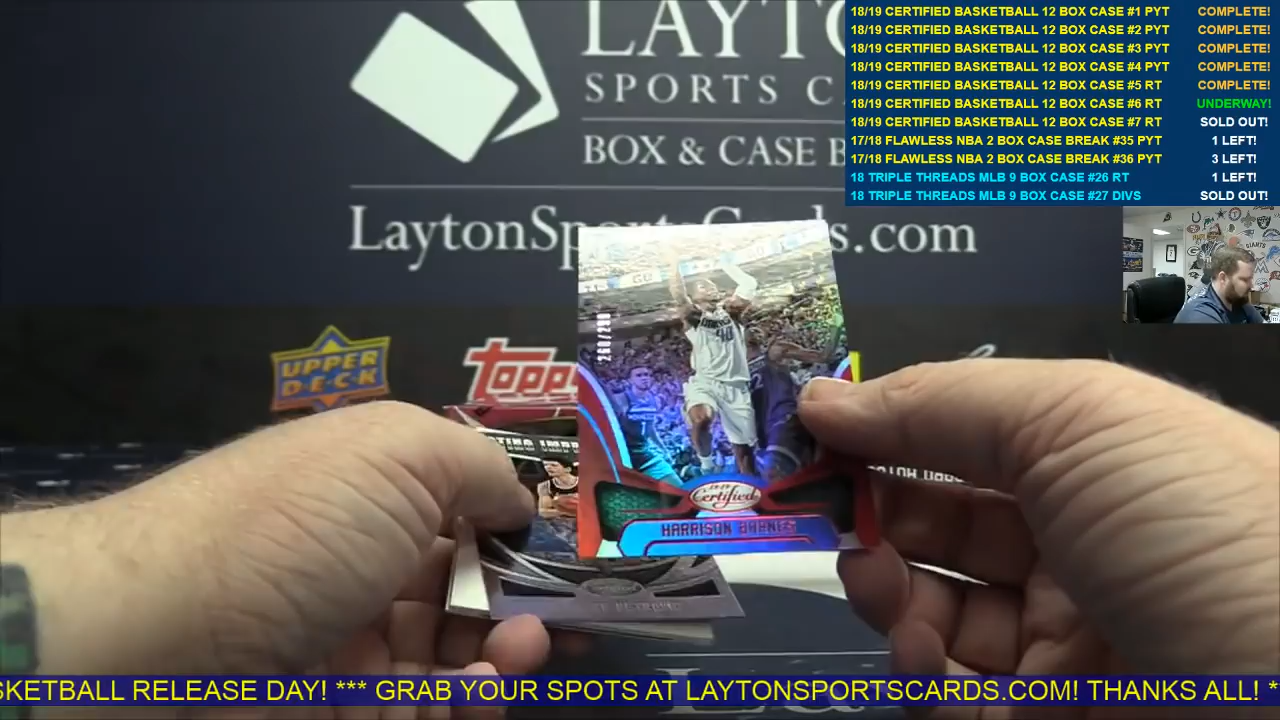 18/19 CERTIFIED BASKETBALL 12 BOX CASE #1 PYT COMPLETE!
18/19 CERTIFIED BASKETBALL 12 BOX CASE #2 PYT COMPLETE!
18/19 CERTIFIED BASKETBALL 12 BOX CASE #3 PYT COMPLETE!
18/19 CERTIFIED BASKETBALL 12 BOX CASE #4 PYT COMPLETE!
18/19 CERTIFIED BASKETBALL 12 BOX CASE #5 RT COMPLETE!
18/19 CERTIFIED BASKETBALL 12 BOX CASE #6 RT UNDERWAY!
18/19 CERTIFIED BASKETBALL 12 BOX CASE #7 RT SOLD OUT!
17/18 FLAWLESS NBA 2 BOX CASE BREAK #35 PYT 1 LEFT!
17/18 FLAWLESS NBA 2 BOX CASE BREAK #36 PYT 3 LEFT!
18 TRIPLE THREADS MLB 9 BOX CASE #26 RT 1 LEFT!
18 TRIPLE THREADS MLB 9 BOX CASE #27 DIVS SOLD OUT!
LAYTO
SPORTS C
BOX & CASE B
LaytonSportsCards.com
UPPER DECK
Topp
260/299
Certified
HARRISON BARNES
SKETBALL RELEASE DAY! *** GRAB YOUR SPOTS AT LAYTONSPORTSCARDS.COM! THANKS ALL! *